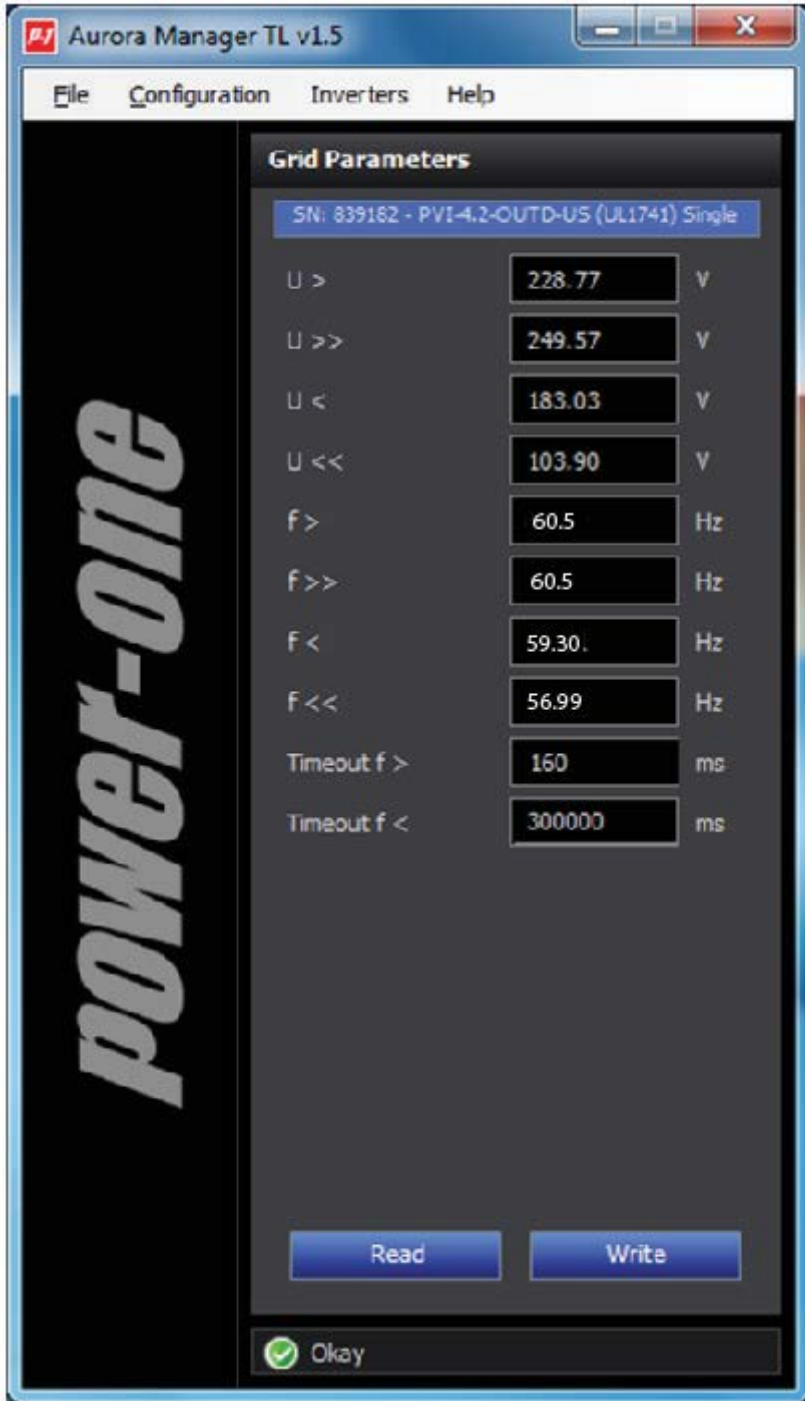 Aurora Manager TL v1.5
File Configuration Inverters Help
power-one
Grid Parameters
SN: 839182 - PVI-4.2-OUTD-US (UL1741) Single
U > 228.77 V
U >> 249.57 V
U < 183.03 V
U << 103.90 V
f > 60.5 Hz
f >> 60.5 Hz
f < 59.30. Hz
f << 56.99 Hz
Timeout f > 160 ms
Timeout f < 300000 ms
Read Write
Okay